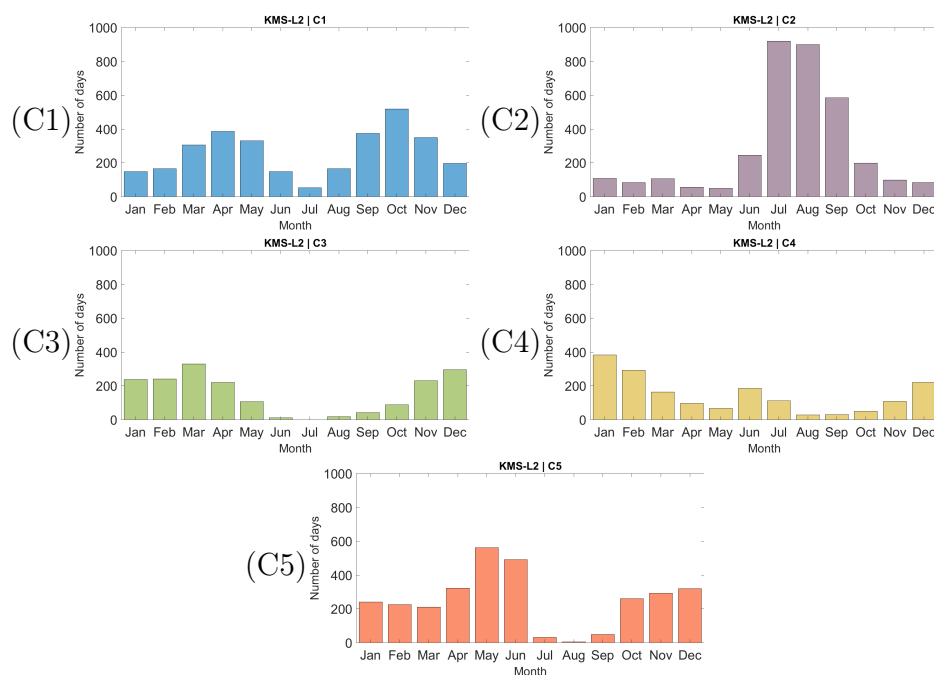 KMS-L2 | C1
(C1)
Number of days
1000
800
600
400
200
0
Jan Feb Mar Apr May Jun Jul Aug Sep Oct Nov Dec
Month
KMS-L2 | C2
(C2)
Number of days
1000
800
600
400
200
0
Jan Feb Mar Apr May Jun Jul Aug Sep Oct Nov Dec
Month
KMS-L2 | C3
(C3)
Number of days
1000
800
600
400
200
0
Jan Feb Mar Apr May Jun Jul Aug Sep Oct Nov Dec
Month
KMS-L2 | C4
(C4)
Number of days
1000
800
600
400
200
0
Jan Feb Mar Apr May Jun Jul Aug Sep Oct Nov Dec
Month
KMS-L2 | C5
(C5)
Number of days
1000
800
600
400
200
0
Jan Feb Mar Apr May Jun Jul Aug Sep Oct Nov Dec
Month